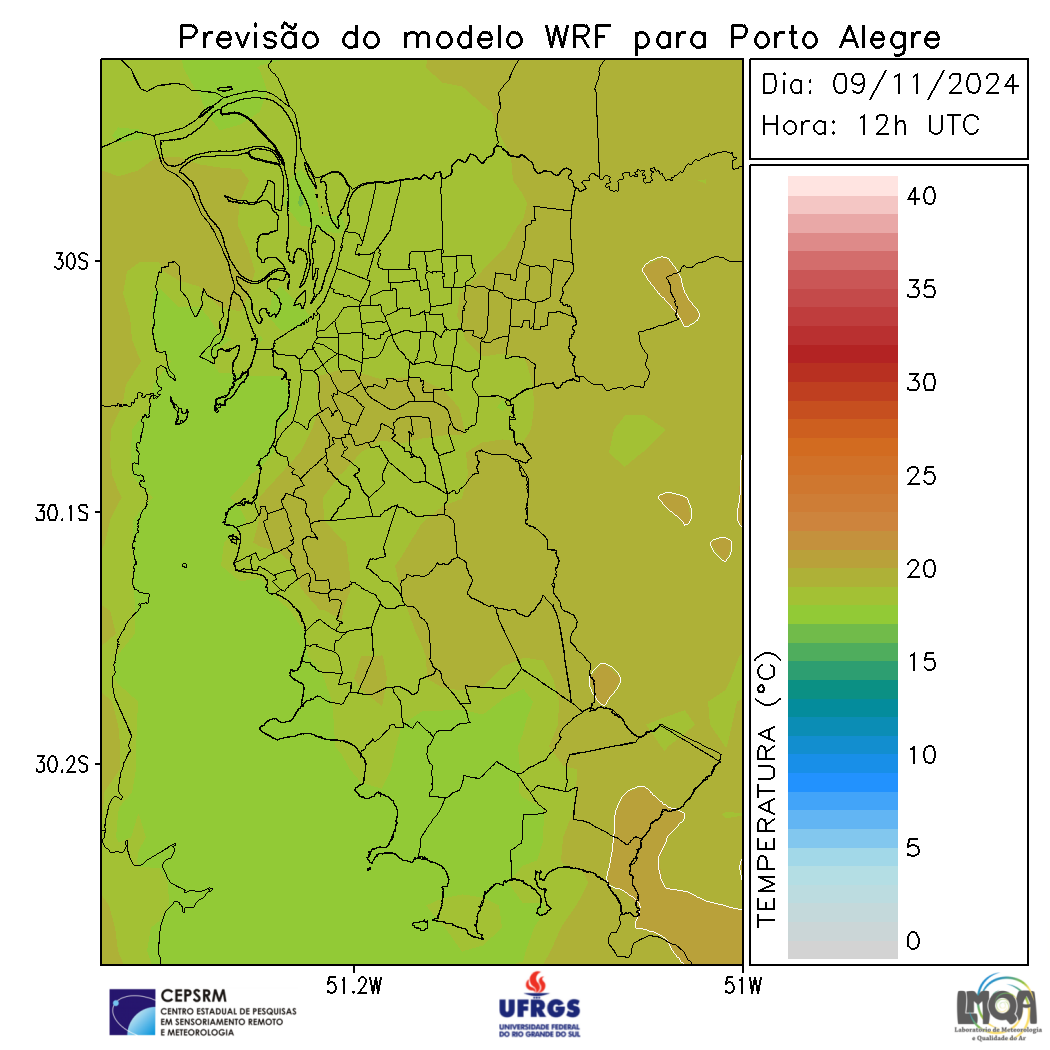 Previsão do modelo WRF para Porto Alegre
Dia: 09/11/2024
Hora: 12h UTC
40
35
30
25
20
15
10
5
0
TEMPERATURA (°C)
30S
30.1S
30.2S
51.2W
51W
CEPSRM
CENTRO ESTADUAL DE PESQUISAS
EM SENSORIAMENTO REMOTO
E METEOROLOGIA
UFRGS
UNIVERSIDADE FEDERAL
DO RIO GRANDE DO SUL
LMQA
Laboratório de Meteorologia
e Qualidade do Ar